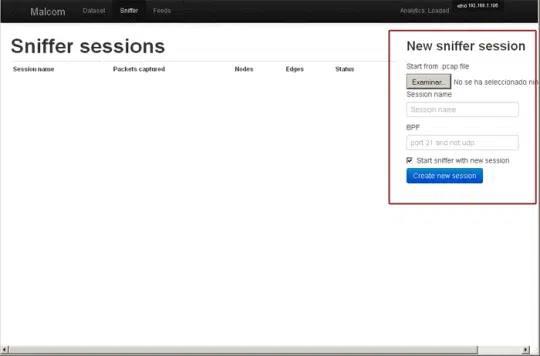 Malcom Dataset Sniffer Feeds Analytics: Loaded eth0 192.168.1.106
Sniffer sessions
Session name Packets captured Nodes Edges Status
New sniffer session
Start from .pcap file
Examinar... No se ha seleccionado nin
Session name
Session name
BPF
port 21 and not udp
Start sniffer with new session
Create new session